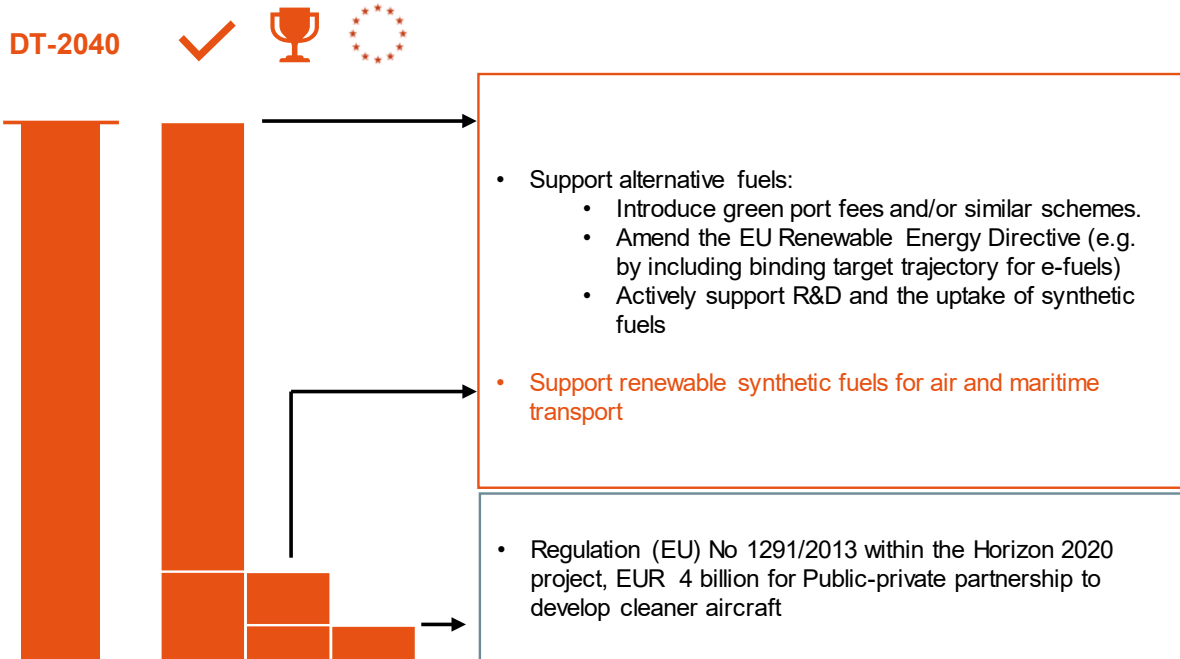 DT-2040
• Support alternative fuels:
• Introduce green port fees and/or similar schemes.
• Amend the EU Renewable Energy Directive (e.g.
by including binding target trajectory for e-fuels)
• Actively support R&D and the uptake of synthetic
fuels
• Support renewable synthetic fuels for air and maritime
transport
• Regulation (EU) No 1291/2013 within the Horizon 2020
project, EUR 4 billion for Public-private partnership to
develop cleaner aircraft